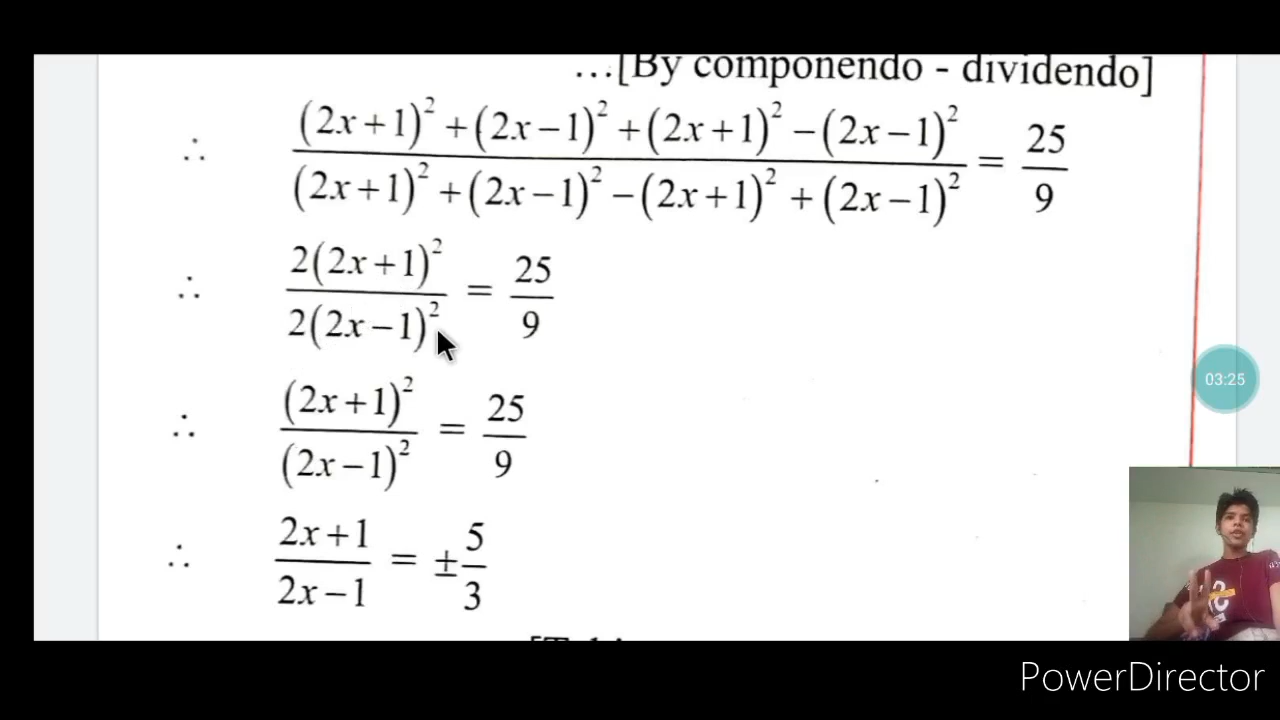 ...[By componendo - dividendo]
∴ (2x+1)² + (2x−1)² + (2x+1)² − (2x−1)² / (2x+1)² + (2x−1)² − (2x+1)² + (2x−1)² = 25/9
∴ 2(2x+1)² / 2(2x−1)² = 25/9
∴ (2x+1)² / (2x−1)² = 25/9
03:25
∴ 2x+1 / 2x−1 = ± 5/3
PowerDirector